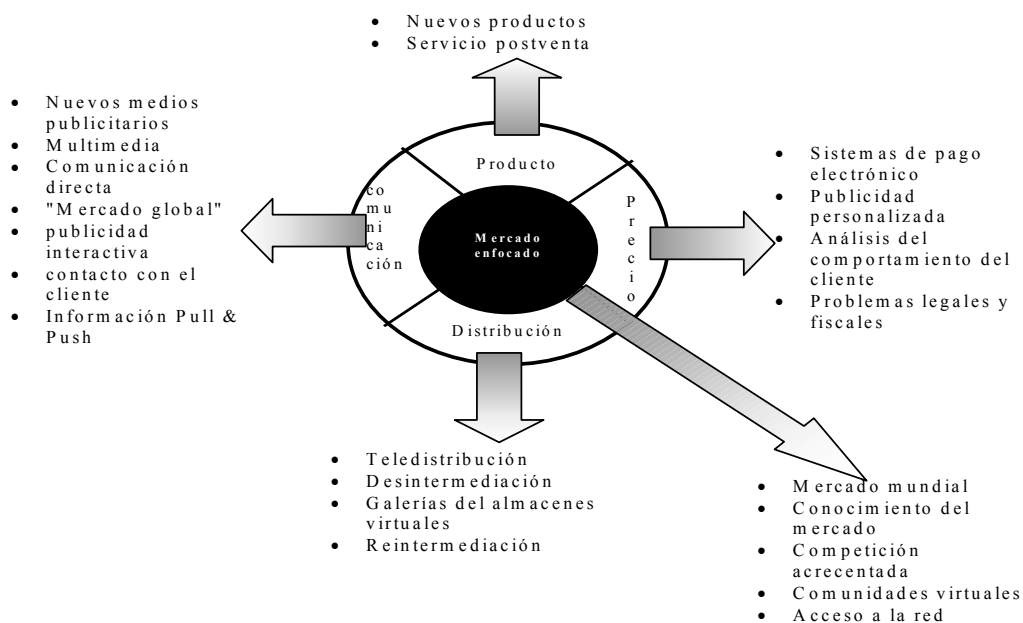 • Nuevos productos
• Servicio postventa
• Nuevos medios
publicitarios
• Multimedia
• Comunicación
directa
• "Mercado global"
• publicidad
interactiva
• contacto con el
cliente
• Información Pull &
Push
Producto
co
mu
ni
ca
ción
Mercado
enfocado
P
r
e
c
i
o
Distribución
• Sistemas de pago
electrónico
• Publicidad
personalizada
• Análisis del
comportamiento del
cliente
• Problemas legales y
fiscales
• Teledistribución
• Desintermediación
• Galerías del almacenes
virtuales
• Reintermediación
• Mercado mundial
• Conocimiento del
mercado
• Competición
acrecentada
• Comunidades virtuales
• Acceso a la red